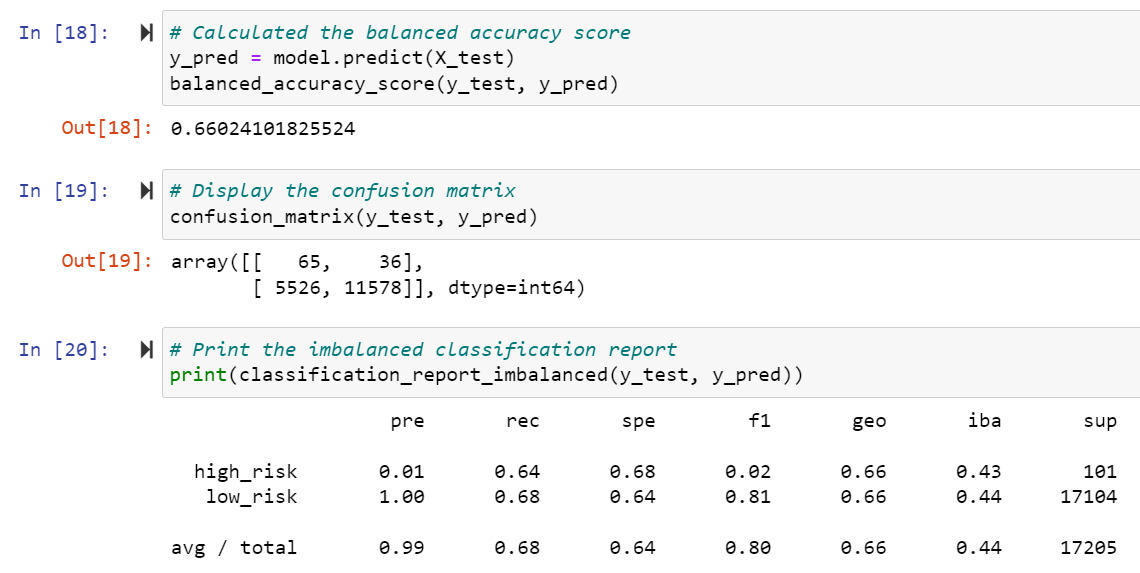 In [18]: # Calculated the balanced accuracy score
y_pred = model.predict(X_test)
balanced_accuracy_score(y_test, y_pred)
Out[18]: 0.66024101825524
In [19]: # Display the confusion matrix
confusion_matrix(y_test, y_pred)
Out[19]: array([[   65,    36],
       [ 5526, 11578]], dtype=int64)
In [20]: # Print the imbalanced classification report
print(classification_report_imbalanced(y_test, y_pred))
pre rec spe f1 geo iba sup
high_risk 0.01 0.64 0.68 0.02 0.66 0.43 101
low_risk 1.00 0.68 0.64 0.81 0.66 0.44 17104
avg / total 0.99 0.68 0.64 0.80 0.66 0.44 17205